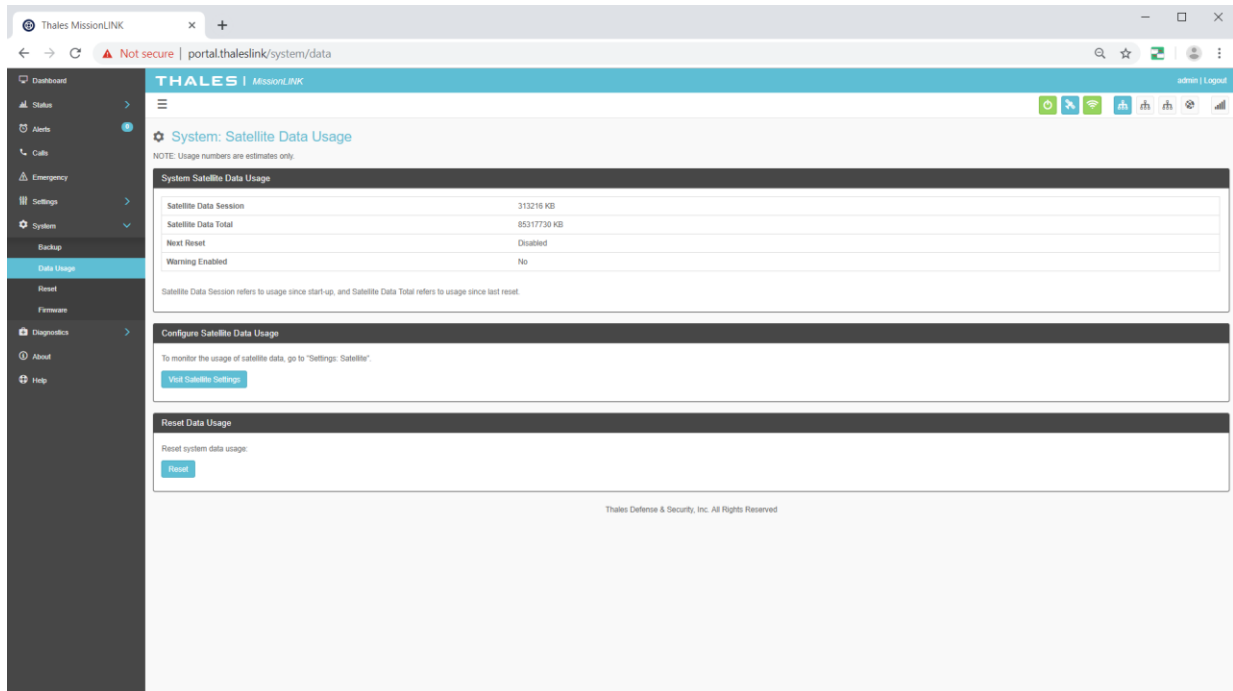 Thales MissionLINK
Not secure | portal.thaleslink/system/data
Dashboard
THALES | MissionLINK
admin | Logout
Status
Alerts
0
Calls
Emergency
Settings
System
Backup
Data Usage
Reset
Firmware
Diagnostics
About
Help
System: Satellite Data Usage
NOTE: Usage numbers are estimates only.
System Satellite Data Usage
Satellite Data Session 313216 KB
Satellite Data Total 85317730 KB
Next Reset Disabled
Warning Enabled No
Satellite Data Session refers to usage since start-up, and Satellite Data Total refers to usage since last reset.
Configure Satellite Data Usage
To monitor the usage of satellite data, go to "Settings: Satellite".
Visit Satellite Settings
Reset Data Usage
Reset system data usage:
Reset
Thales Defense & Security, Inc. All Rights Reserved